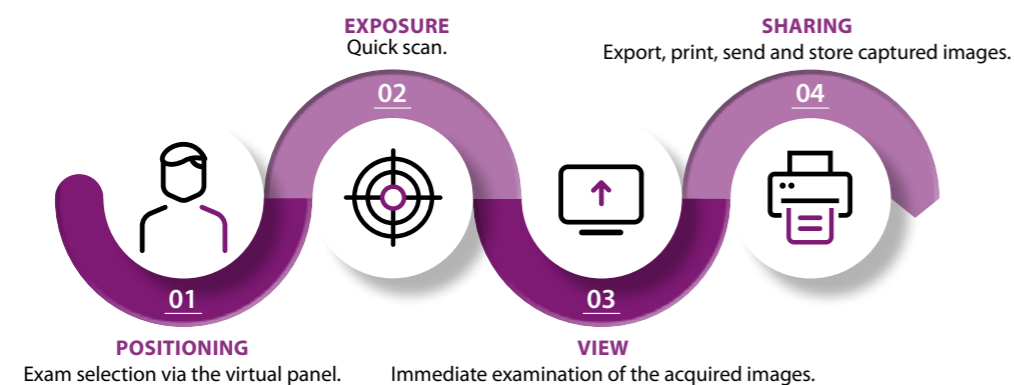 EXPOSURE
Quick scan.
SHARING
Export, print, send and store captured images.
02
04
01
03
POSITIONING
Exam selection via the virtual panel.
VIEW
Immediate examination of the acquired images.